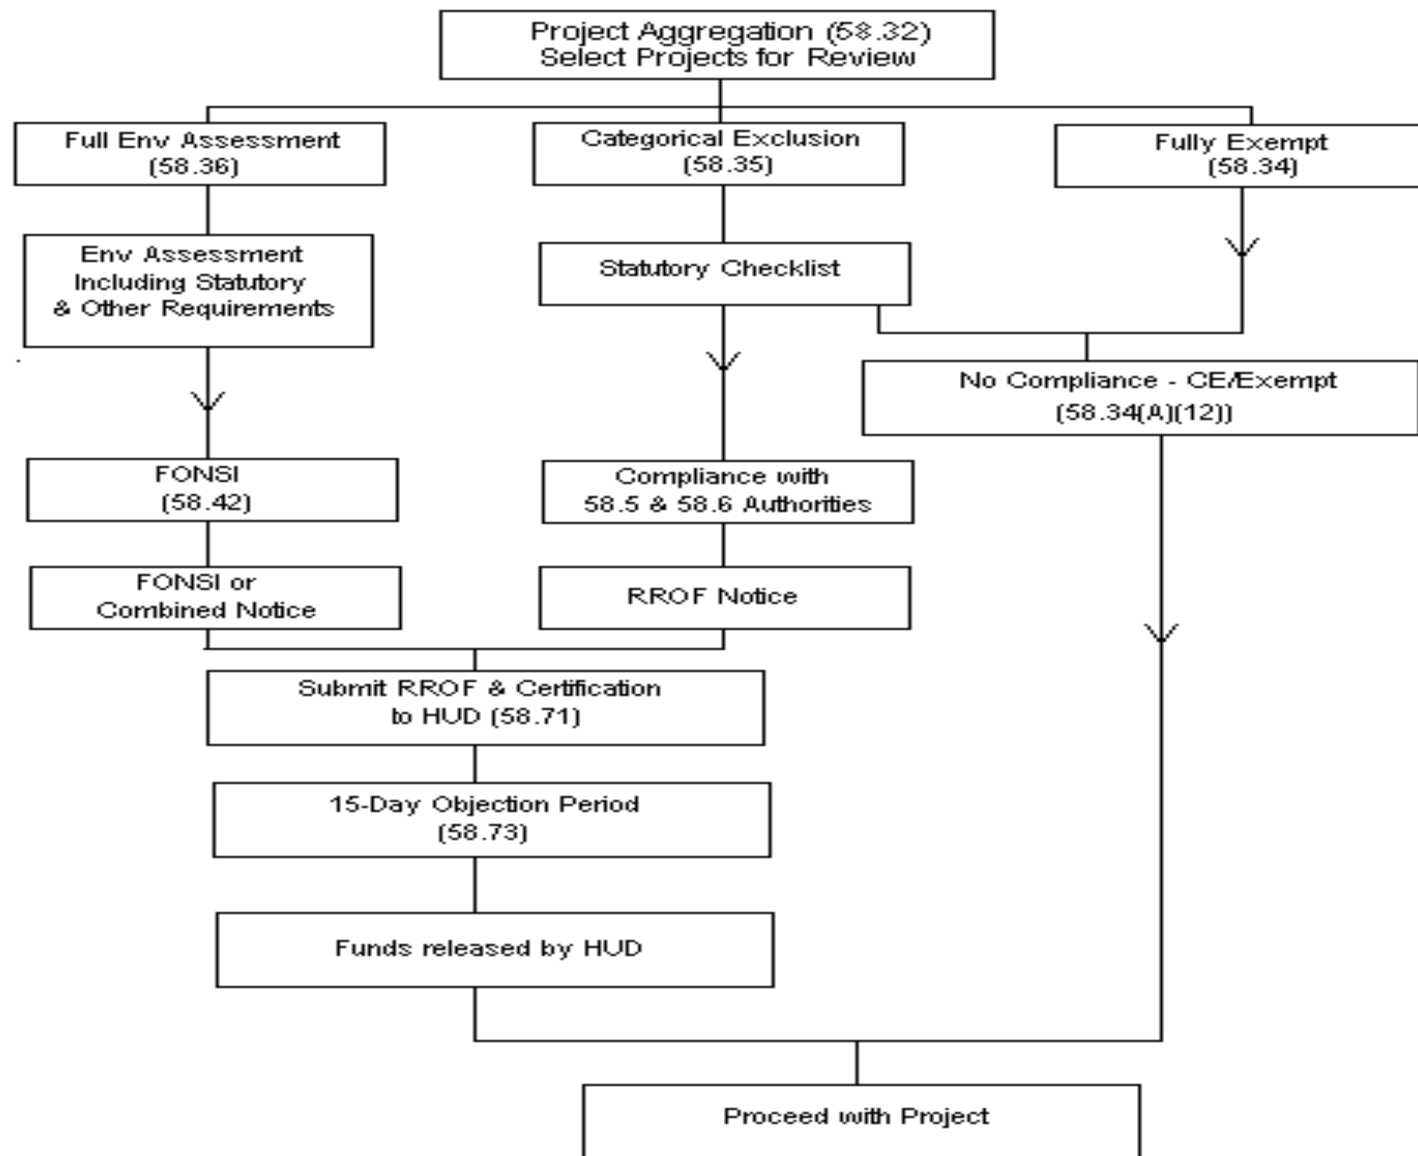 Project Aggregation (58.32)
Select Projects for Review
Full Env Assessment
(58.36)
Categorical Exclusion
(58.35)
Fully Exempt
(58.34)
Env Assessment
Including Statutory
& Other Requirements
Statutory Checklist
No Compliance - CE/Exempt
(58.34(A)(12))
FONSI
(58.42)
Compliance with
58.5 & 58.6 Authorities
FONSI or
Combined Notice
RROF Notice
Submit RROF & Certification
to HUD (58.71)
15-Day Objection Period
(58.73)
Funds released by HUD
Proceed with Project